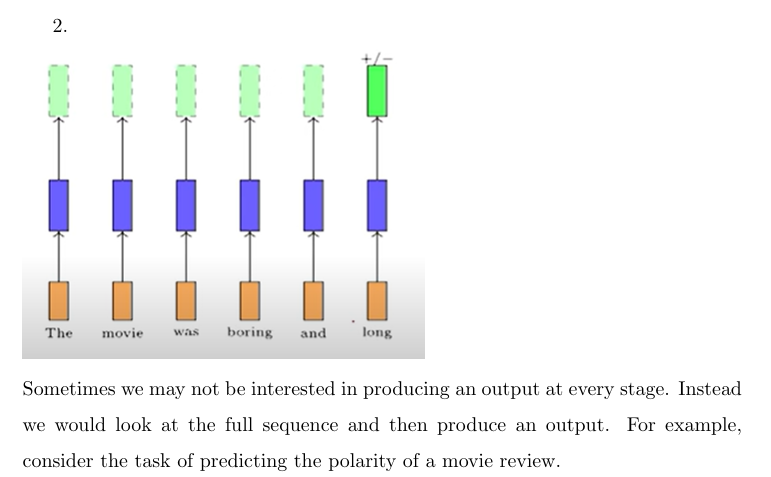 2.
+/−
The movie was boring and long
Sometimes we may not be interested in producing an output at every stage. Instead
we would look at the full sequence and then produce an output. For example,
consider the task of predicting the polarity of a movie review.